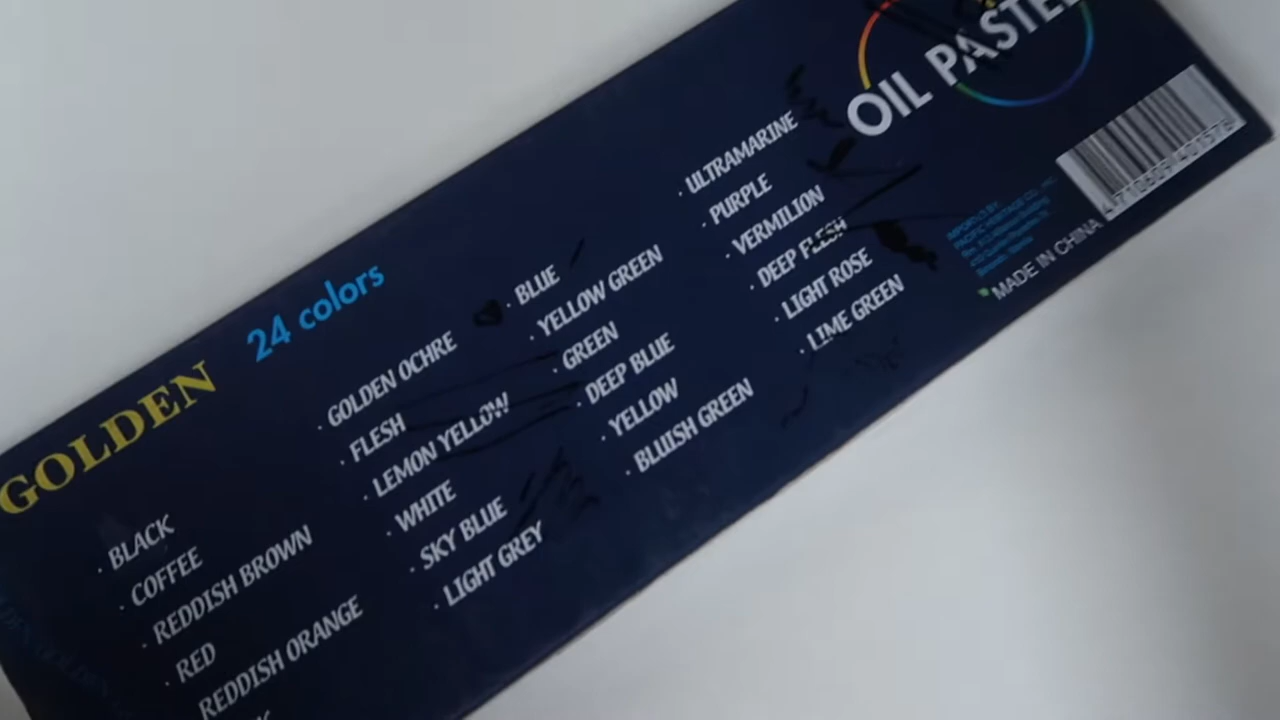 GOLDEN
24 colors
OIL PASTEL
· BLACK
· COFFEE
· REDDISH BROWN
· RED
REDDISH ORANGE
· GOLDEN OCHRE
· FLESH
· LEMON YELLOW
· WHITE
· SKY BLUE
· LIGHT GREY
· BLUE
· YELLOW GREEN
· GREEN
· DEEP BLUE
· YELLOW
· BLUISH GREEN
· ULTRAMARINE
· PURPLE
· VERMILION
· DEEP FLESH
· LIGHT ROSE
· LIME GREEN
IMPORTED BY
MADE IN CHINA